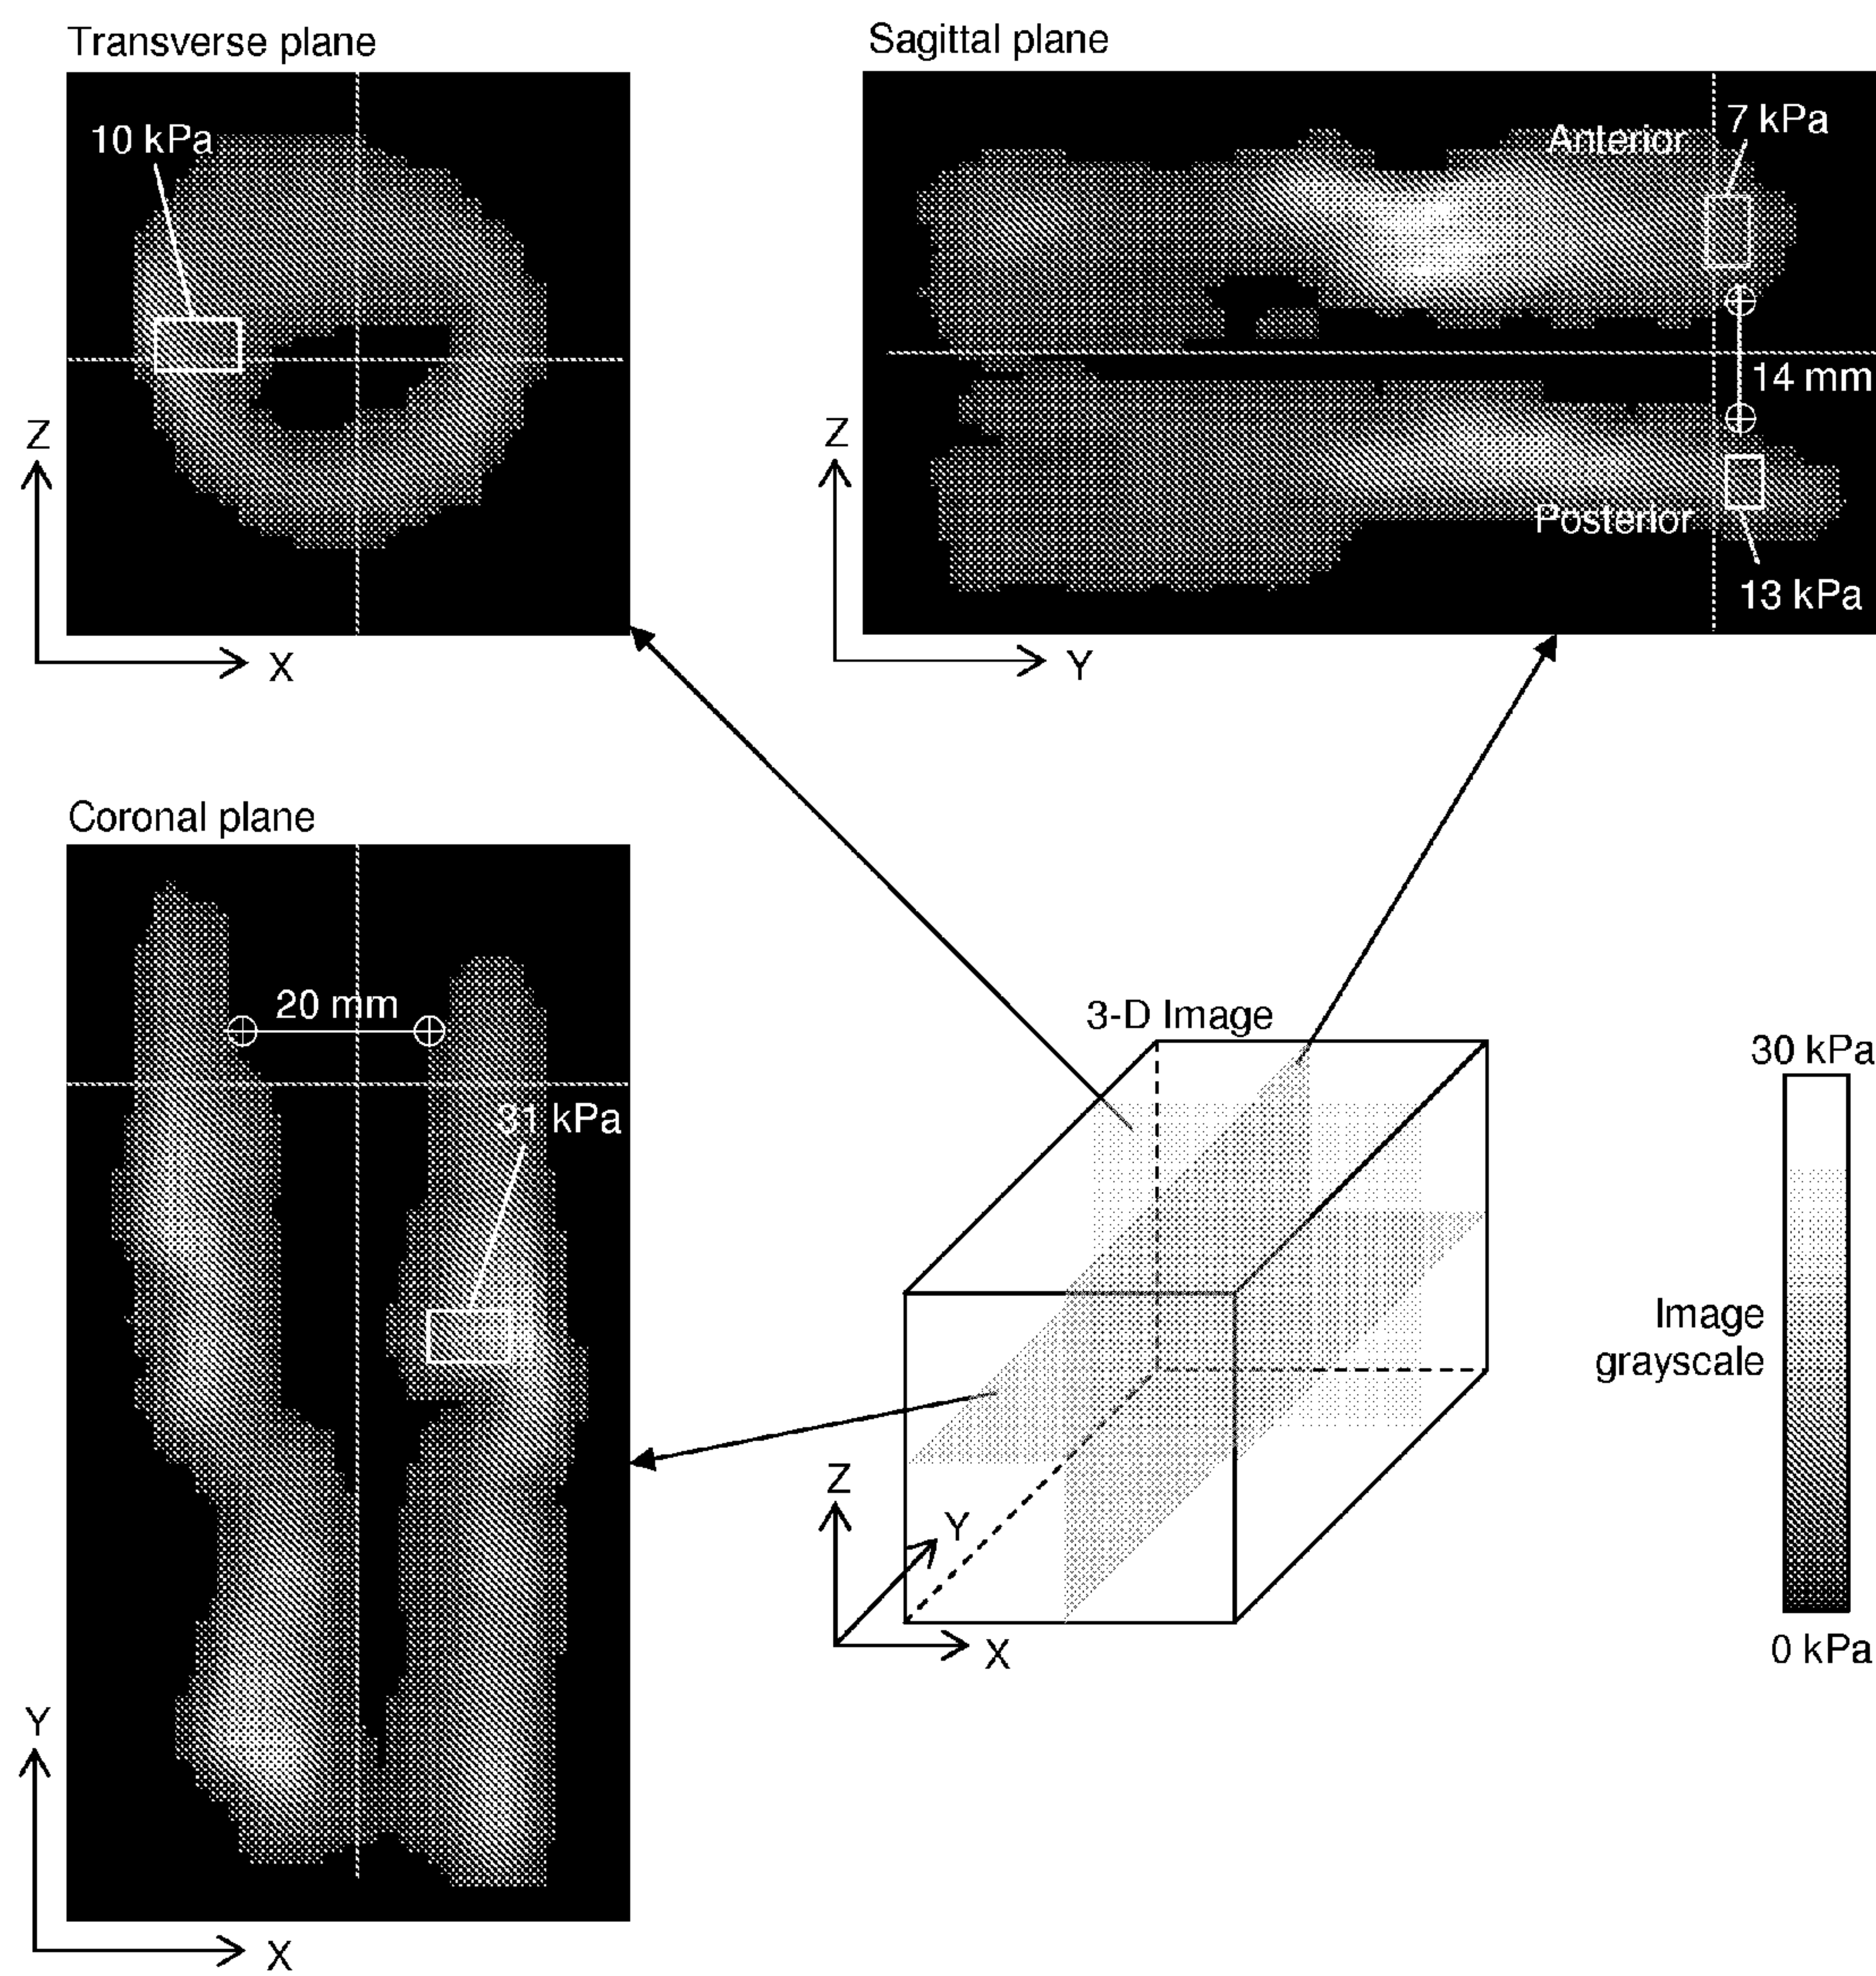 Transverse plane
10 kPa
Z
X
Sagittal plane
Anterior
7 kPa
14 mm
Posterior
13 kPa
Z
Y
Coronal plane
20 mm
31 kPa
Y
X
3-D Image
Z
Y
X
30 kPa
Image
grayscale
0 kPa